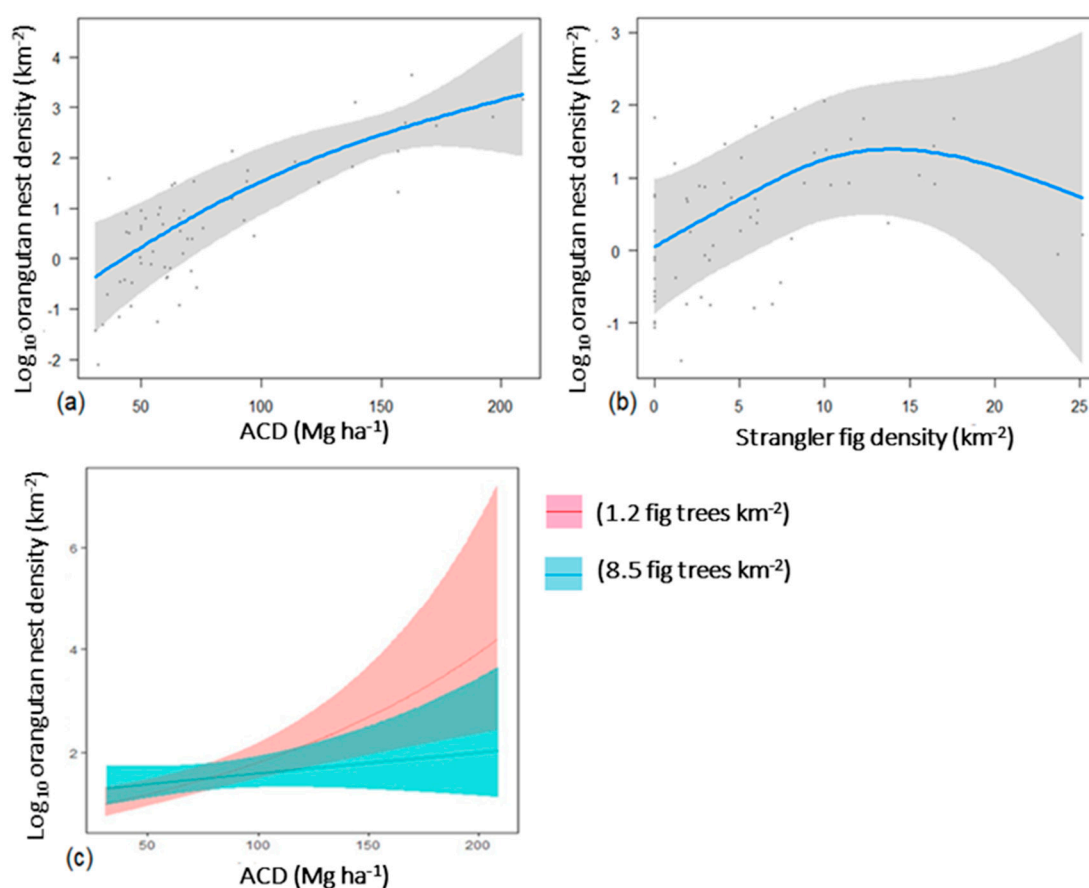 Log₁₀ orangutan nest density (km⁻²)
4
3
2
1
0
-1
-2
50
100
150
200
(a)
ACD (Mg ha⁻¹)
Log₁₀ orangutan nest density (km⁻²)
3
2
1
0
-1
0
5
10
15
20
25
(b)
Strangler fig density (km⁻²)
Log₁₀ orangutan nest density (km⁻²)
6
4
2
50
100
150
200
(c)
ACD (Mg ha⁻¹)
(1.2 fig trees km⁻²)
(8.5 fig trees km⁻²)